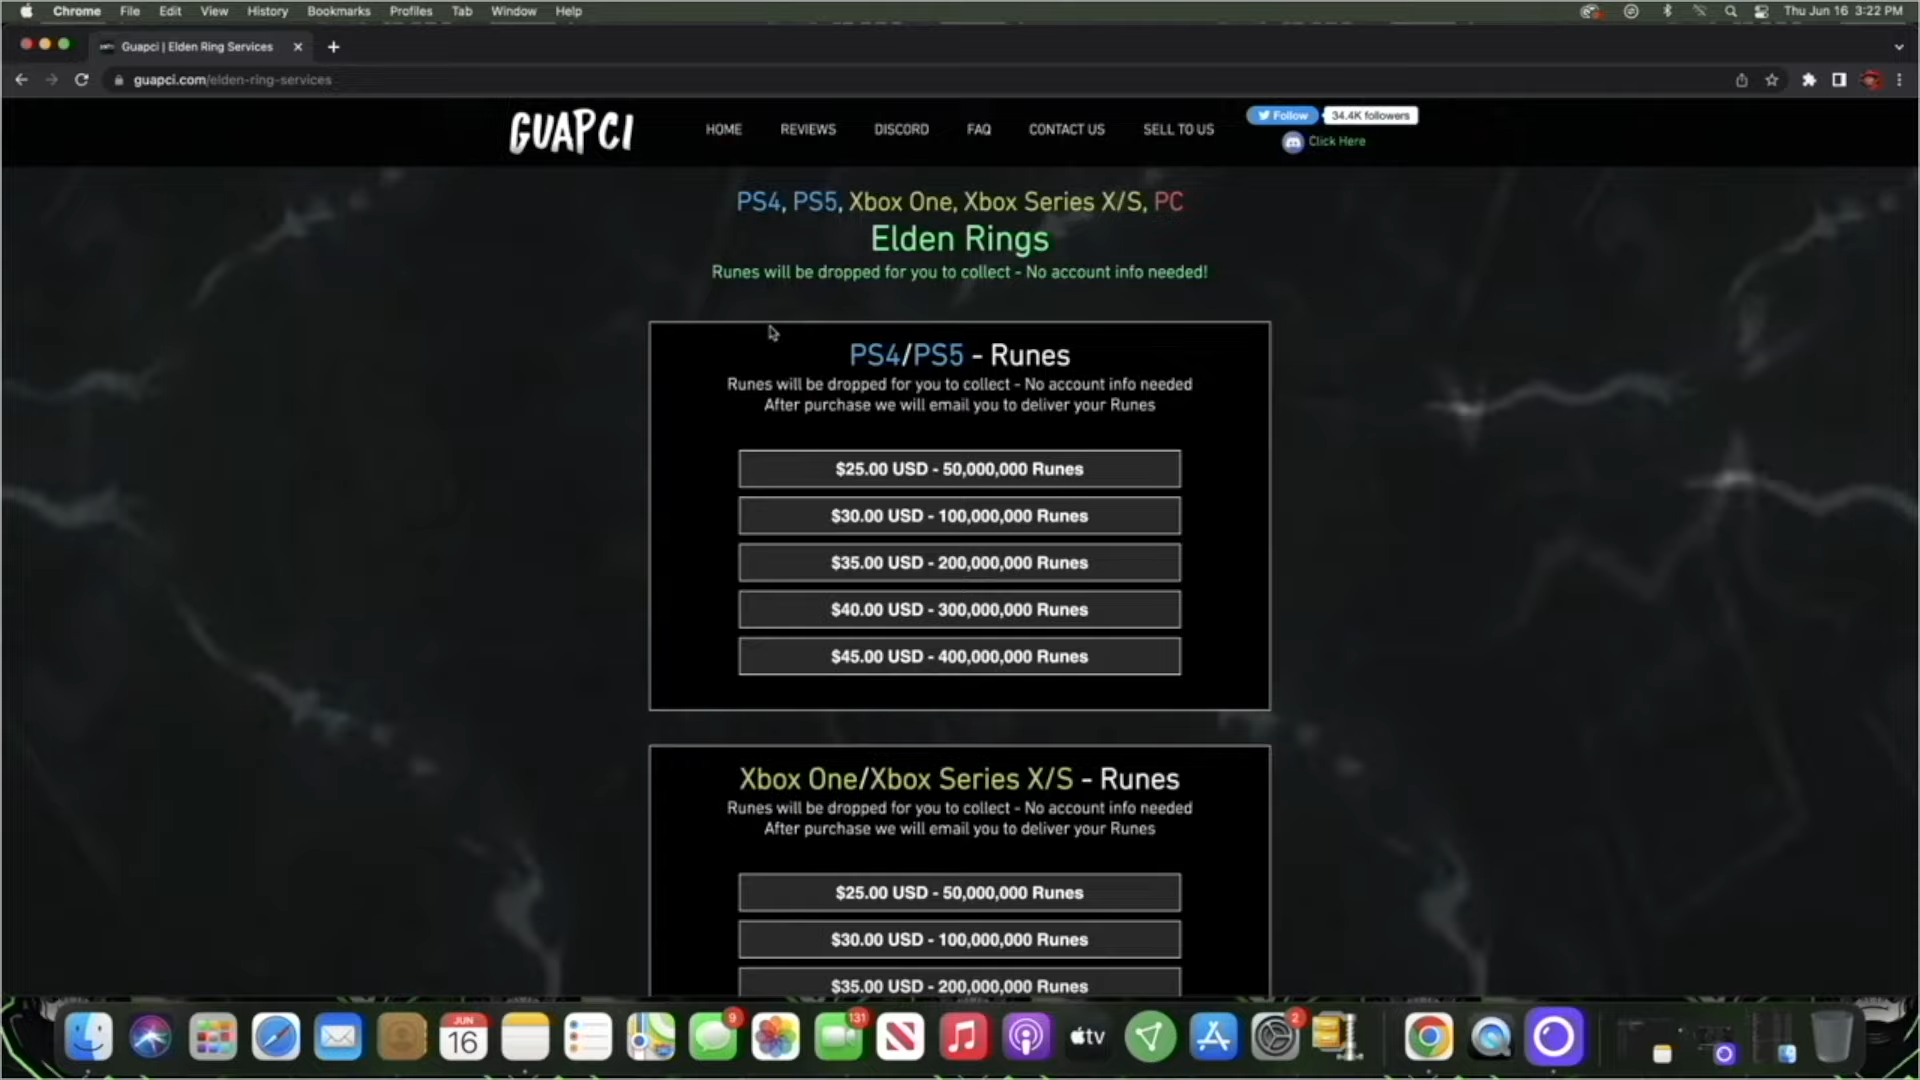 Chrome File Edit View History Bookmarks Profiles Tab Window Help
Thu Jun 16 3:22 PM
Guapci | Elden Ring Services
guapci.com/elden-ring-services
GUAPCI
HOME REVIEWS DISCORD FAQ CONTACT US SELL TO US
Follow 34.4K followers
Click Here
PS4, PS5, Xbox One, Xbox Series X/S, PC
Elden Rings
Runes will be dropped for you to collect - No account info needed!
PS4/PS5 - Runes
Runes will be dropped for you to collect - No account info needed
After purchase we will email you to deliver your Runes
$25.00 USD - 50,000,000 Runes
$30.00 USD - 100,000,000 Runes
$35.00 USD - 200,000,000 Runes
$40.00 USD - 300,000,000 Runes
$45.00 USD - 400,000,000 Runes
Xbox One/Xbox Series X/S - Runes
Runes will be dropped for you to collect - No account info needed
After purchase we will email you to deliver your Runes
$25.00 USD - 50,000,000 Runes
$30.00 USD - 100,000,000 Runes
$35.00 USD - 200,000,000 Runes
JUN
16
9
131
tv
2